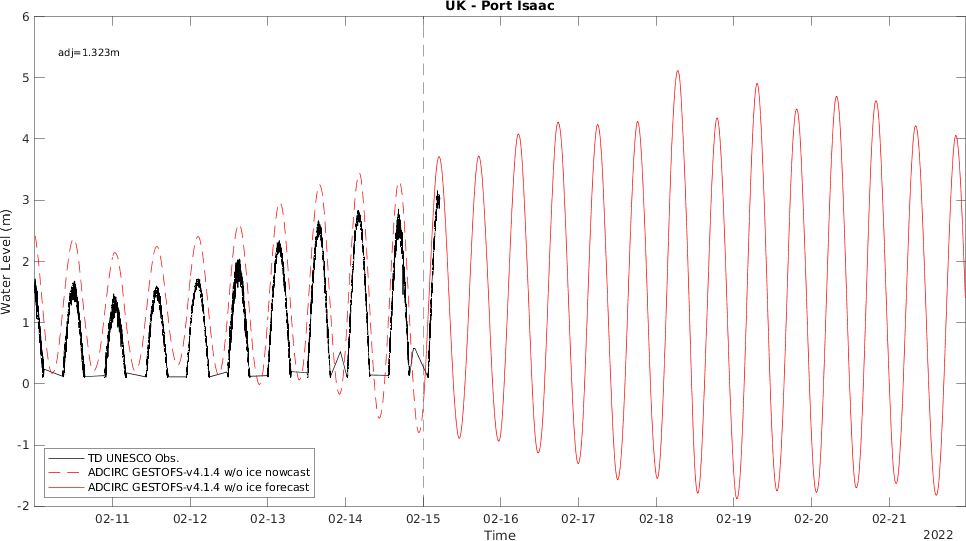 UK - Port Isaac
6
adj=1.323m
5
4
3
2
1
0
-1
-2
Water Level (m)
TD UNESCO Obs.
ADCIRC GESTOFS-v4.1.4 w/o ice nowcast
ADCIRC GESTOFS-v4.1.4 w/o ice forecast
02-11 02-12 02-13 02-14 02-15 02-16 02-17 02-18 02-19 02-20 02-21
Time
2022